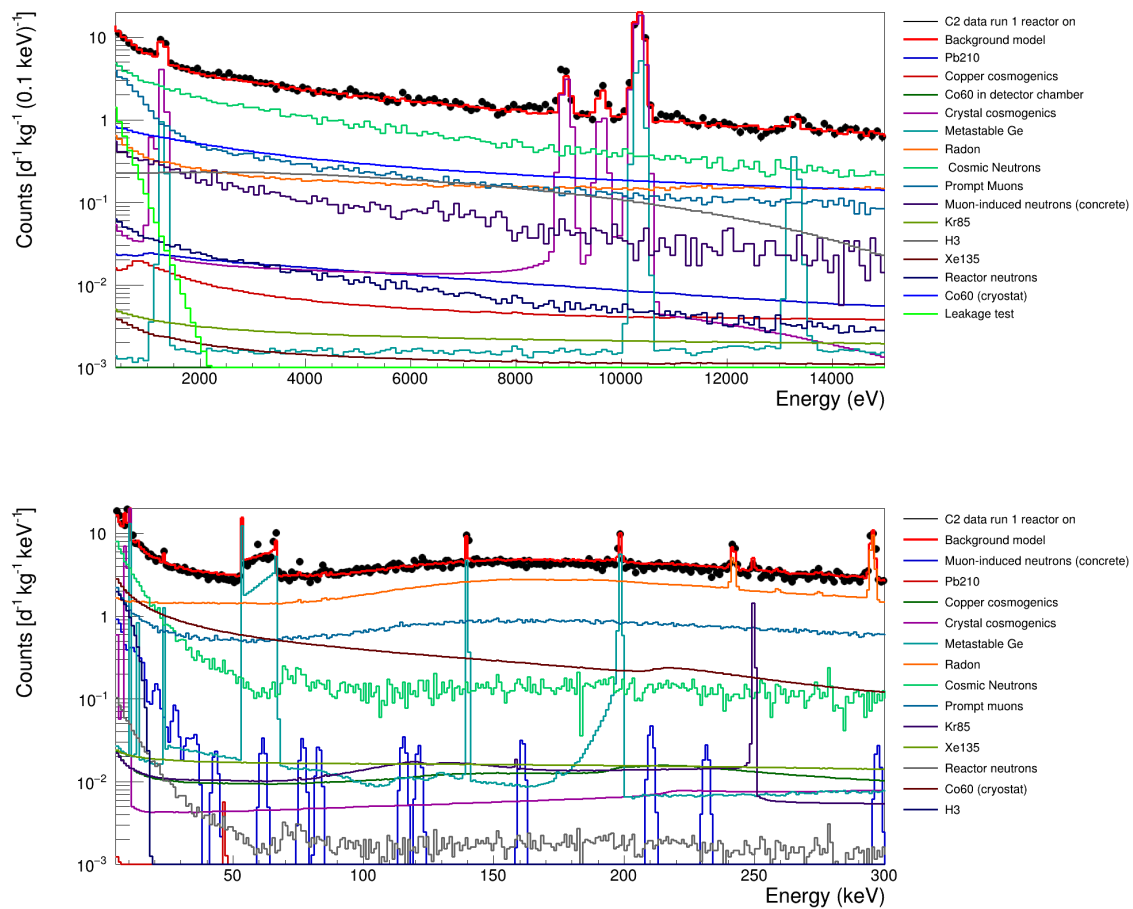 Counts [d⁻¹ kg⁻¹ (0.1 keV)⁻¹]
10
1
10⁻¹
10⁻²
10⁻³
2000 4000 6000 8000 10000 12000 14000
Energy (eV)
C2 data run 1 reactor on
Background model
Pb210
Copper cosmogenics
Co60 in detector chamber
Crystal cosmogenics
Metastable Ge
Radon
Cosmic Neutrons
Prompt Muons
Muon-induced neutrons (concrete)
Kr85
H3
Xe135
Reactor neutrons
Co60 (cryostat)
Leakage test
Counts [d⁻¹ kg⁻¹ keV⁻¹]
10
1
10⁻¹
10⁻²
10⁻³
50 100 150 200 250 300
Energy (keV)
C2 data run 1 reactor on
Background model
Muon-induced neutrons (concrete)
Pb210
Copper cosmogenics
Crystal cosmogenics
Metastable Ge
Radon
Cosmic Neutrons
Prompt muons
Kr85
Xe135
Reactor neutrons
Co60 (cryostat)
H3